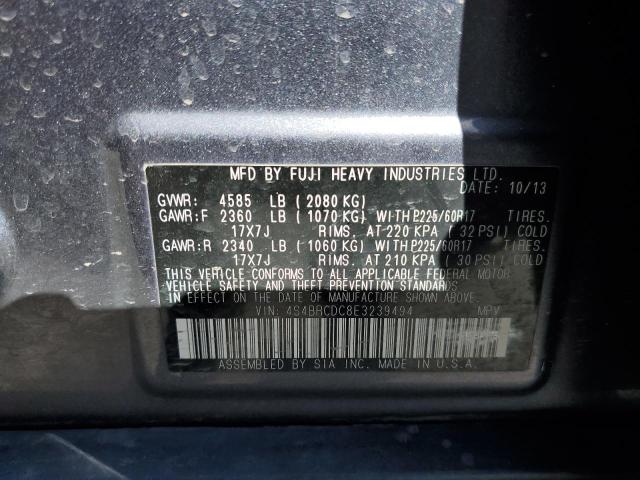 MFD BY FUJI HEAVY INDUSTRIES LTD.
DATE: 10/13
GVWR: 4585 LB (2080 KG)
GAWR:F 2360 LB (1070 KG) WITH P225/60R17 TIRES.
17X7J RIMS, AT 220 KPA (32 PSI) COLD
GAWR:R 2340 LB (1060 KG) WITH P225/60R17 TIRES.
17X7J RIMS, AT 210 KPA (30 PSI) COLD
THIS VEHICLE CONFORMS TO ALL APPLICABLE FEDERAL MOTOR
VEHICLE SAFETY AND THEFT PREVENTION STANDARDS
IN EFFECT ON THE DATE OF MANUFACTURE SHOWN ABOVE.
VIN: 4S4BRCDC8E3239494 MPV
ASSEMBLED BY SIA INC. MADE IN U.S.A.